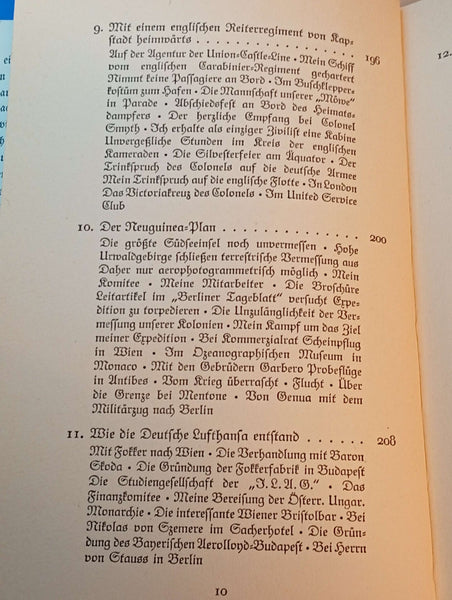 9. Mit einem englischen Reiterregiment von Kap-
stadt heimwärts . . . . . . . . . . . . . . . . 196
Auf der Agentur der Union-Castle-Line • Mein Schiff
vom englischen Carabinier-Regiment gechartert
Nimmt keine Passagiere an Bord • Im Buschklepper-
kostüm zum Hafen • Die Mannschaft unserer „Möwe“
in Parade • Abschiedsfest an Bord des Heimats-
dampfers • Der herzliche Empfang bei Colonel
Smyth • Ich erhalte als einziger Zivilist eine Kabine
Unvergeßliche Stunden im Kreis der englischen
Kameraden • Die Silvesterfeier am Äquator • Der
Trinkspruch des Colonels auf die deutsche Armee
Mein Trinkspruch auf die englische Flotte • In London
Das Victoriakreuz des Colonels • Im United Service
Club
10. Der Neuguinea-Plan . . . . . . . . . . . . . 200
Die größte Südseeinsel noch unvermessen • Hohe
Urwaldgebirge schließen terrestrische Vermessung aus
Daher nur aerophotogrammetrisch möglich • Mein
Komitee • Meine Mitarbeiter • Die Broschüre
Leitartikel im „Berliner Tageblatt“ versucht Expe-
dition zu torpedieren • Die Unzulänglichkeit der Ver-
messung unserer Kolonien • Mein Kampf um das Ziel
meiner Expedition • Bei Kommerzialrat Scheinpflug
in Wien • Im Ozeanographischen Museum in
Monaco • Mit den Gebrüdern Garbero Probeflüge
in Antibes • Vom Krieg überrascht • Flucht • Über
die Grenze bei Mentone • Von Genua mit dem
Militärzug nach Berlin
11. Wie die Deutsche Lufthansa entstand . . . . . . 208
Mit Fokker nach Wien • Die Verhandlung mit Baron
Skoda • Die Gründung der Fokkerfabrik in Budapest
Die Studiengesellschaft der „I.L.A.G.“ • Das
Finanzkomitee • Meine Bereisung der Österr. Ungar.
Monarchie • Die interessante Wiener Bristolbar • Bei
Nikolas von Szemere im Sacherhotel • Die Grün-
dung des Bayerischen Aerolloyd-Budapest • Bei Herrn
von Stauss in Berlin
10
12.